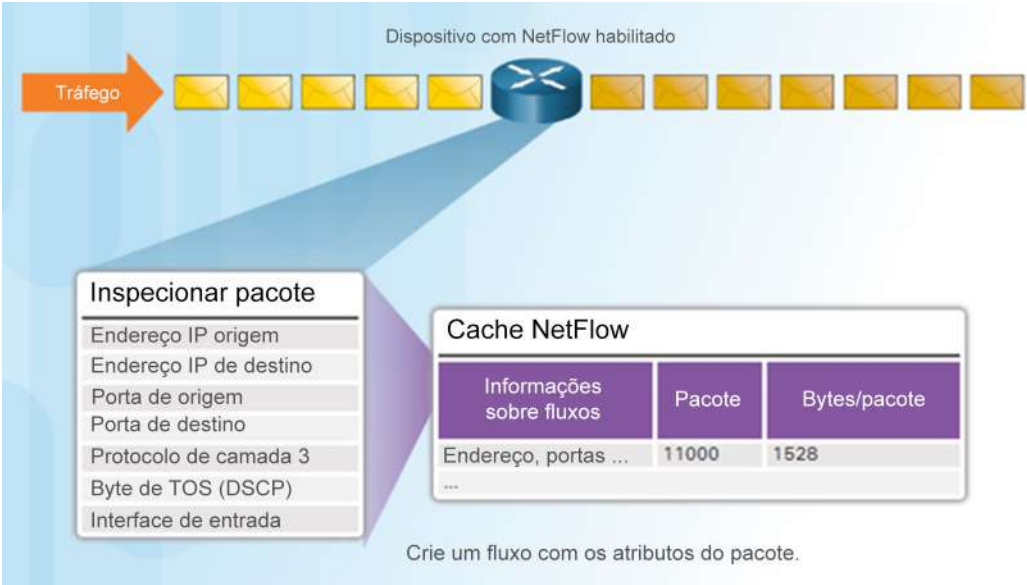 Dispositivo com NetFlow habilitado
Tráfego
Inspecionar pacote
Endereço IP origem
Endereço IP de destino
Porta de origem
Porta de destino
Protocolo de camada 3
Byte de TOS (DSCP)
Interface de entrada
Cache NetFlow
Informações
sobre fluxos
Pacote
Bytes/pacote
Endereço, portas ...
11000
1528
...
Crie um fluxo com os atributos do pacote.